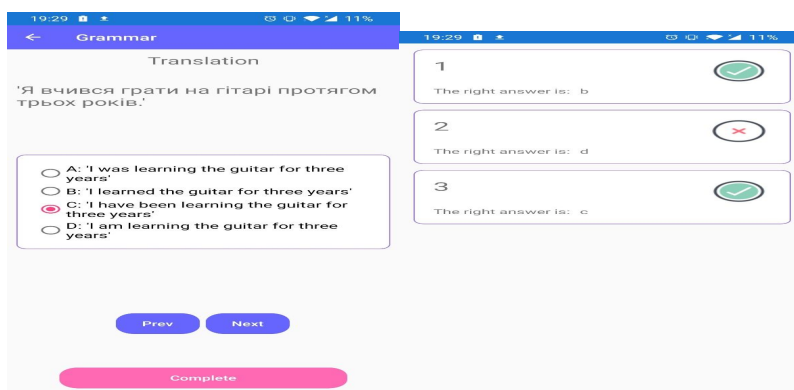 19:29 11%
Grammar
Translation
'Я вчився грати на гітарі протягом
трьох років.'
A: 'I was learning the guitar for three
years'
B: 'I learned the guitar for three years'
C: 'I have been learning the guitar for
three years'
D: 'I am learning the guitar for three
years'
Prev Next
Complete
19:29 11%
1
The right answer is: b
2
The right answer is: d
3
The right answer is: c